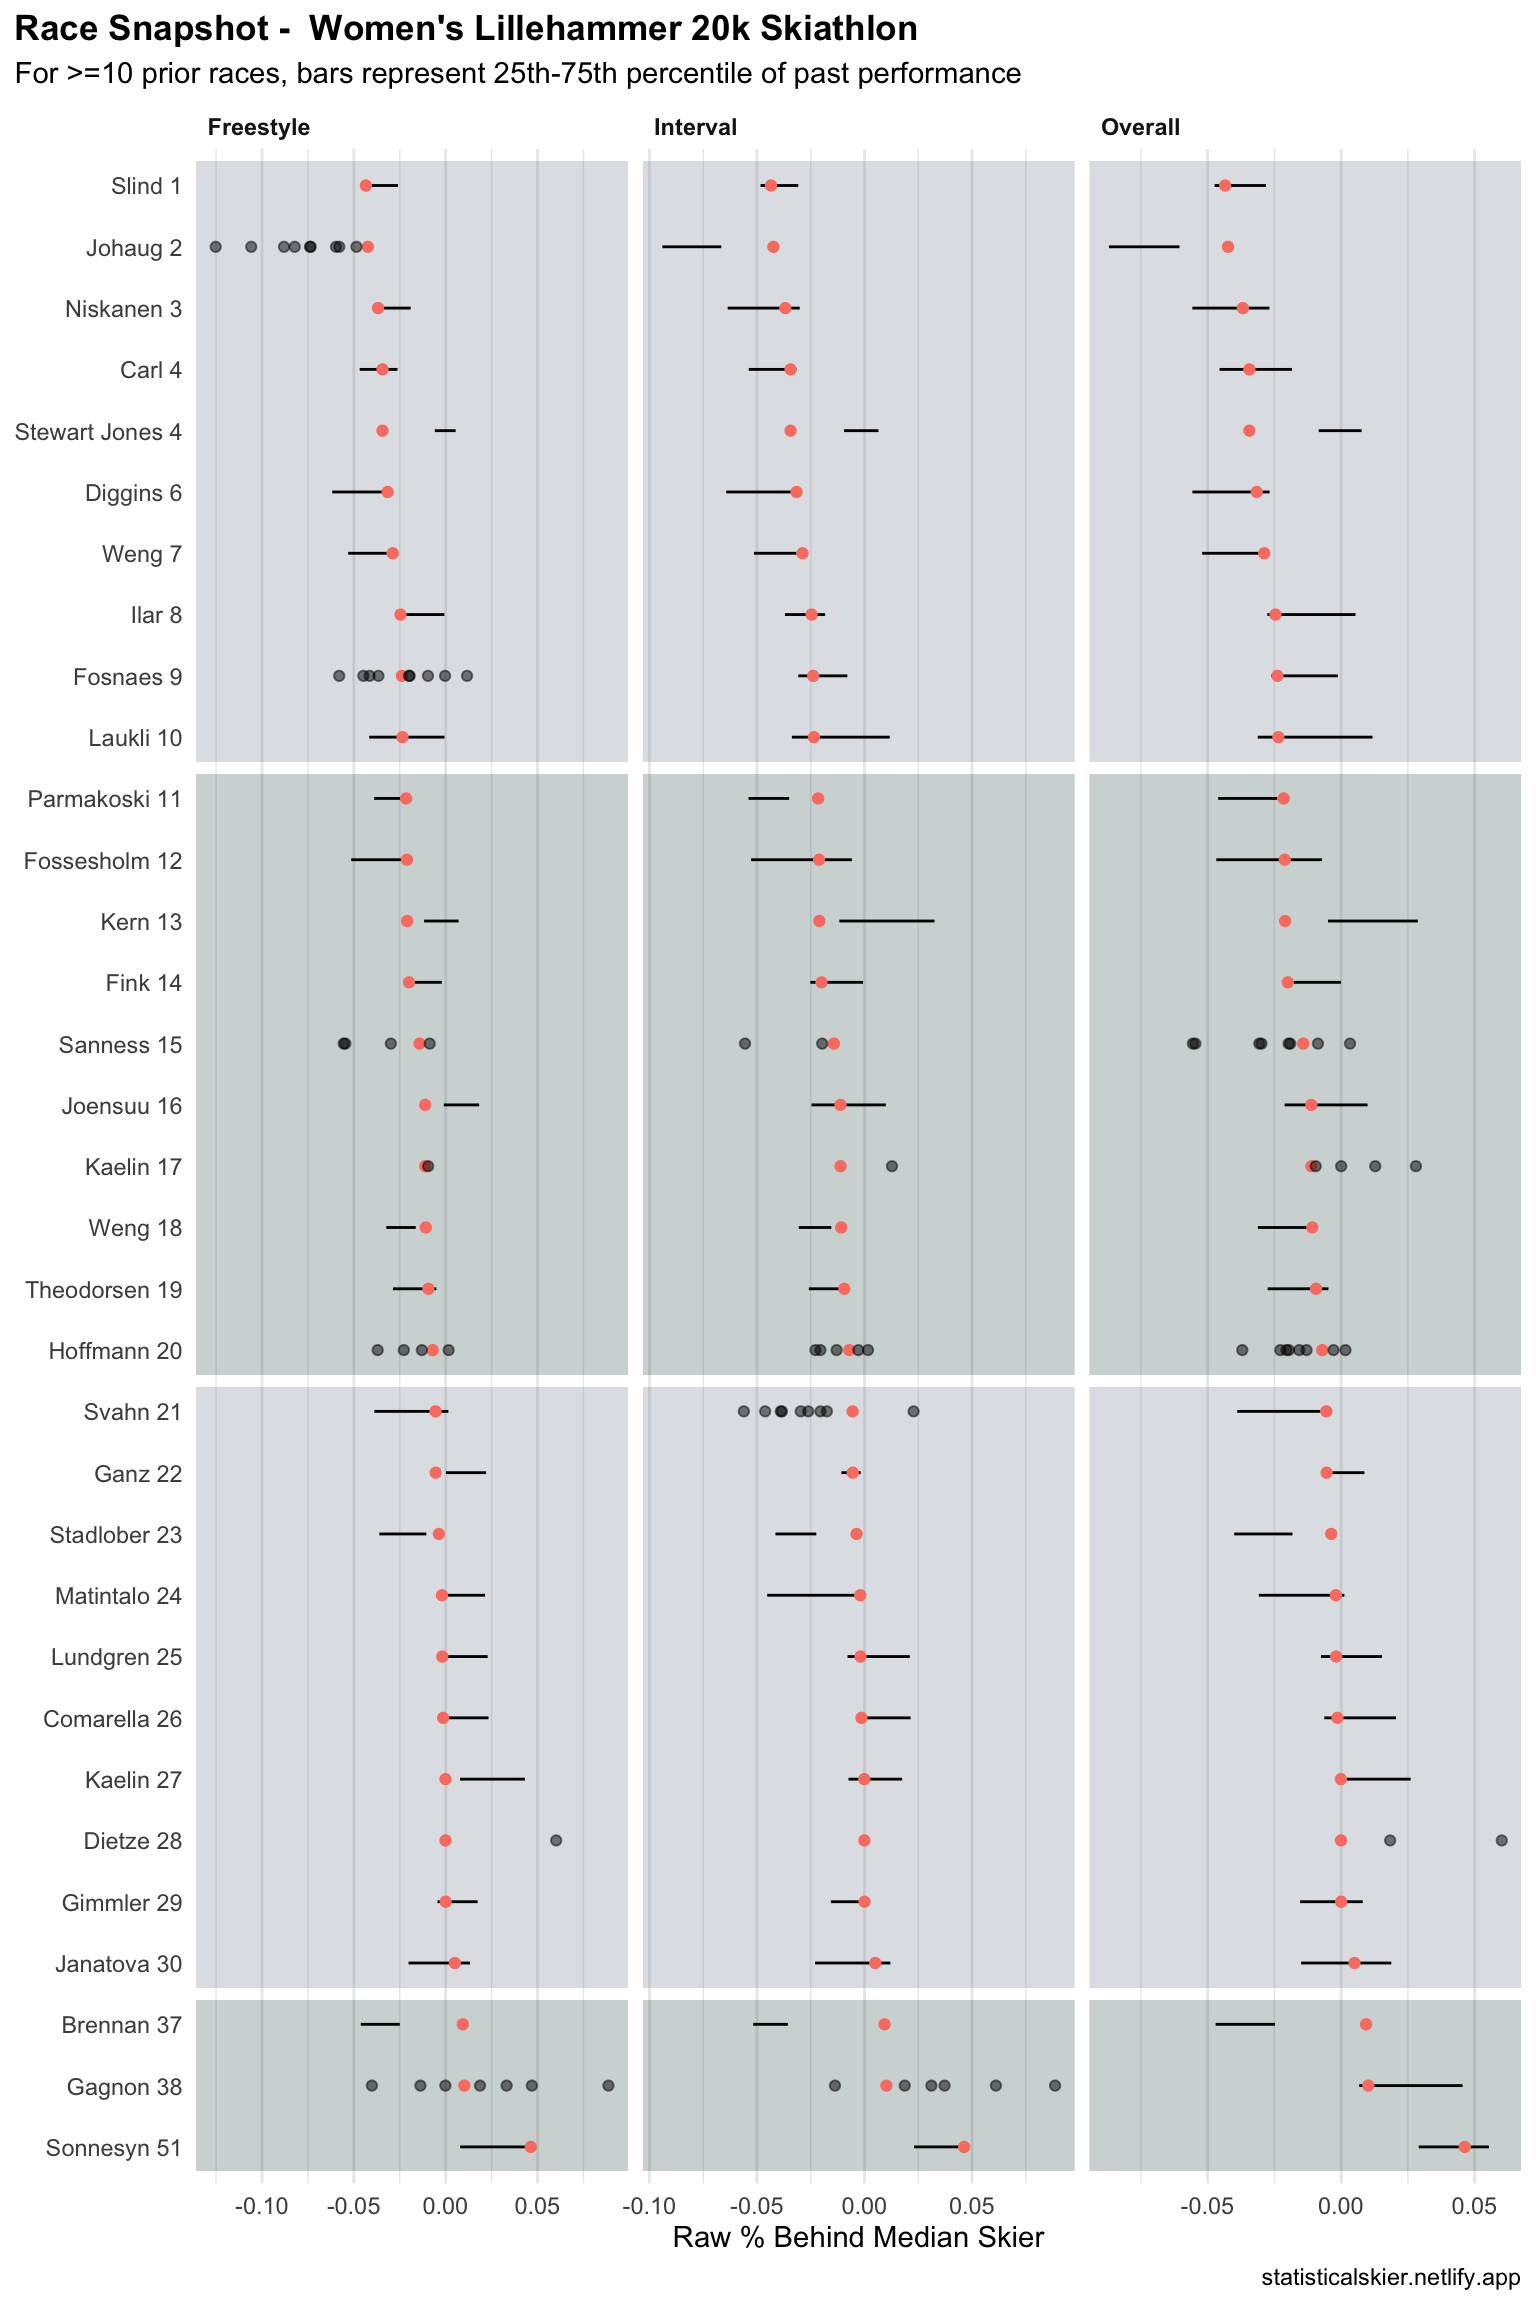 Race Snapshot -  Women's Lillehammer 20k Skiathlon
For >=10 prior races, bars represent 25th-75th percentile of past performance
Freestyle Interval Overall
Slind 1
Johaug 2
Niskanen 3
Carl 4
Stewart Jones 4
Diggins 6
Weng 7
Ilar 8
Fosnaes 9
Laukli 10
Parmakoski 11
Fossesholm 12
Kern 13
Fink 14
Sanness 15
Joensuu 16
Kaelin 17
Weng 18
Theodorsen 19
Hoffmann 20
Svahn 21
Ganz 22
Stadlober 23
Matintalo 24
Lundgren 25
Comarella 26
Kaelin 27
Dietze 28
Gimmler 29
Janatova 30
Brennan 37
Gagnon 38
Sonnesyn 51
-0.10 -0.05 0.00 0.05 -0.10 -0.05 0.00 0.05 -0.05 0.00 0.05
Raw % Behind Median Skier
statisticalskier.netlify.app